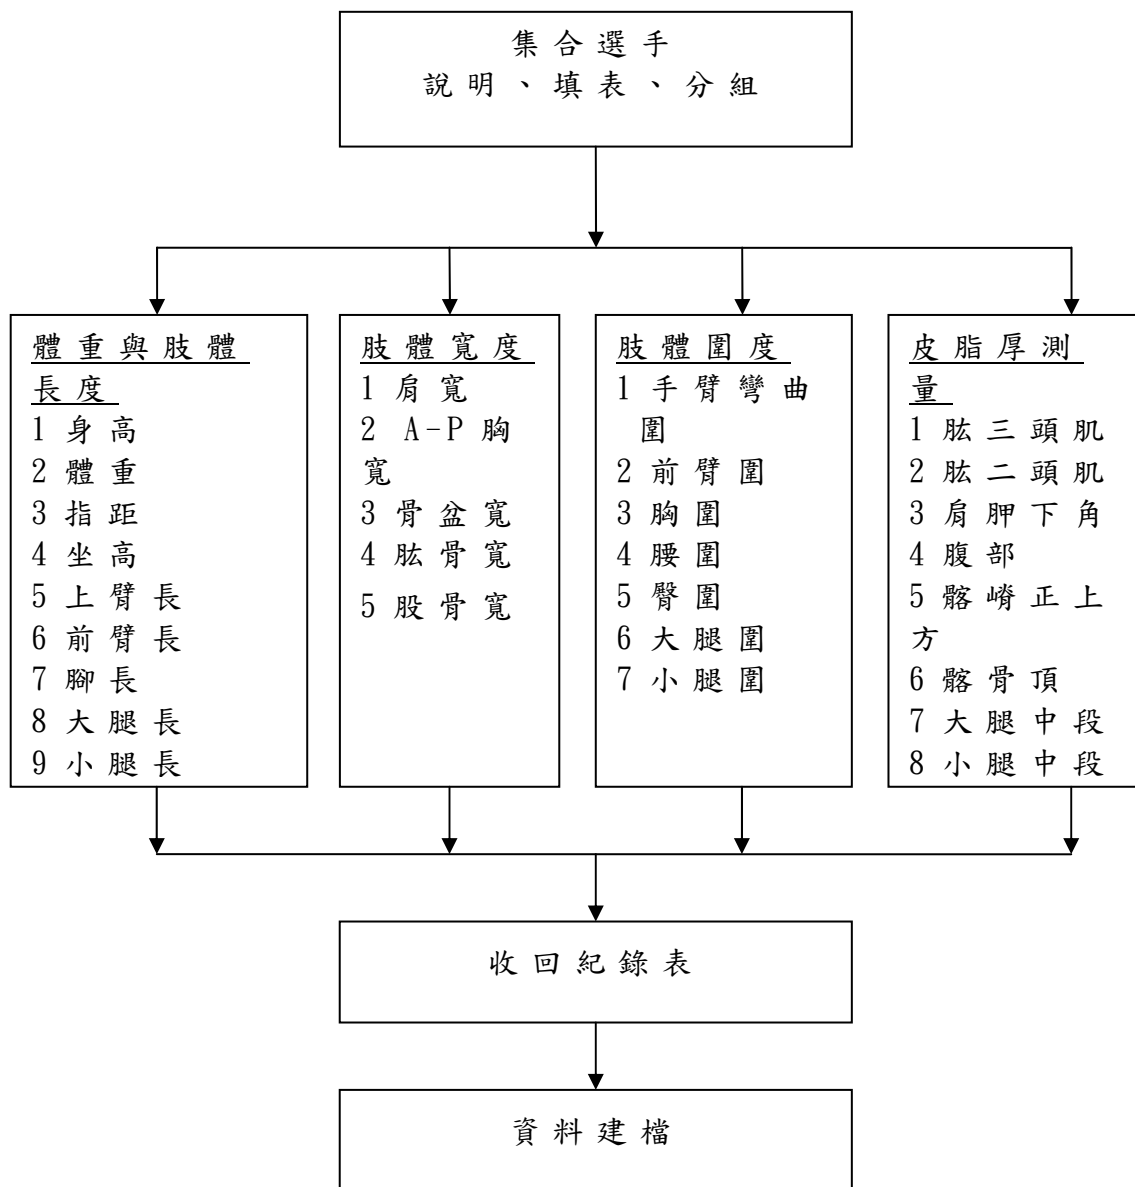 集合選手
說明、填表、分組
體重與肢體
長度
1 身高
2 體重
3 指距
4 坐高
5 上臂長
6 前臂長
7 腳長
8 大腿長
9 小腿長
肢體寬度
1 肩寬
2 A-P 胸
寬
3 骨盆寬
4 肱骨寬
5 股骨寬
肢體圍度
1 手臂彎曲
圍
2 前臂圍
3 胸圍
4 腰圍
5 臀圍
6 大腿圍
7 小腿圍
皮脂厚測
量
1 肱三頭肌
2 肱二頭肌
3 肩胛下角
4 腹部
5 髂嵴正上
方
6 髂骨頂
7 大腿中段
8 小腿中段
收回紀錄表
資料建檔